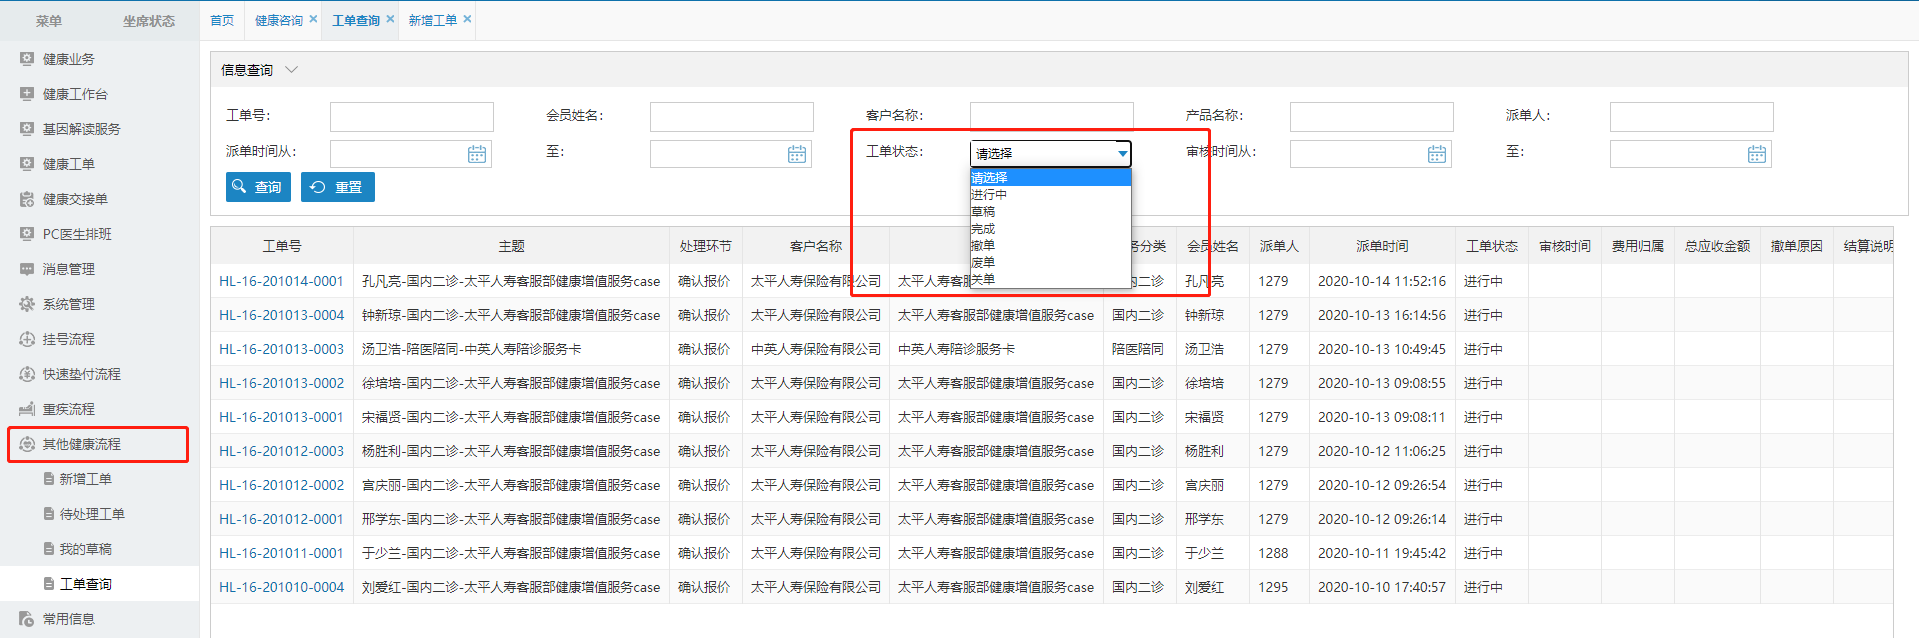 菜单 坐席状态 首页 健康咨询 × 工单查询 × 新增工单 ×
健康业务
健康工作台
基因解读服务
健康工单
健康交接单
PC医生排班
消息管理
系统管理
挂号流程
快速垫付流程
重疾流程
其他健康流程
新增工单
待处理工单
我的草稿
工单查询
常用信息
信息查询
工单号: 会员姓名: 客户名称: 产品名称: 派单人:
派单时间从: 至: 工单状态: 请选择 审核时间从: 至:
查询 重置
请选择
进行中
草稿
完成
撤单
废单
关单
工单号 主题 处理环节 客户名称 务分类 会员姓名 派单人 派单时间 工单状态 审核时间 费用归属 总应收金额 撤单原因 结算说明
HL-16-201014-0001 孔凡亮-国内二诊-太平人寿客服部健康增值服务case 确认报价 太平人寿保险有限公司 太平人寿客服 内二诊 孔凡亮 1279 2020-10-14 11:52:16 进行中
HL-16-201013-0004 钟新琼-国内二诊-太平人寿客服部健康增值服务case 确认报价 太平人寿保险有限公司 太平人寿客服部健康增值服务case 国内二诊 钟新琼 1279 2020-10-13 16:14:56 进行中
HL-16-201013-0003 汤卫浩-陪医陪同-中英人寿陪诊服务卡 确认报价 中英人寿保险有限公司 中英人寿陪诊服务卡 陪医陪同 汤卫浩 1279 2020-10-13 10:49:45 进行中
HL-16-201013-0002 徐培培-国内二诊-太平人寿客服部健康增值服务case 确认报价 太平人寿保险有限公司 太平人寿客服部健康增值服务case 国内二诊 徐培培 1279 2020-10-13 09:08:55 进行中
HL-16-201013-0001 宋福贤-国内二诊-太平人寿客服部健康增值服务case 确认报价 太平人寿保险有限公司 太平人寿客服部健康增值服务case 国内二诊 宋福贤 1279 2020-10-13 09:08:11 进行中
HL-16-201012-0003 杨胜利-国内二诊-太平人寿客服部健康增值服务case 确认报价 太平人寿保险有限公司 太平人寿客服部健康增值服务case 国内二诊 杨胜利 1279 2020-10-12 11:06:25 进行中
HL-16-201012-0002 宫庆丽-国内二诊-太平人寿客服部健康增值服务case 确认报价 太平人寿保险有限公司 太平人寿客服部健康增值服务case 国内二诊 宫庆丽 1279 2020-10-12 09:26:54 进行中
HL-16-201012-0001 邢学东-国内二诊-太平人寿客服部健康增值服务case 确认报价 太平人寿保险有限公司 太平人寿客服部健康增值服务case 国内二诊 邢学东 1279 2020-10-12 09:26:14 进行中
HL-16-201011-0001 于少兰-国内二诊-太平人寿客服部健康增值服务case 确认报价 太平人寿保险有限公司 太平人寿客服部健康增值服务case 国内二诊 于少兰 1288 2020-10-11 19:45:42 进行中
HL-16-201010-0004 刘爱红-国内二诊-太平人寿客服部健康增值服务case 确认报价 太平人寿保险有限公司 太平人寿客服部健康增值服务case 国内二诊 刘爱红 1295 2020-10-10 17:40:57 进行中